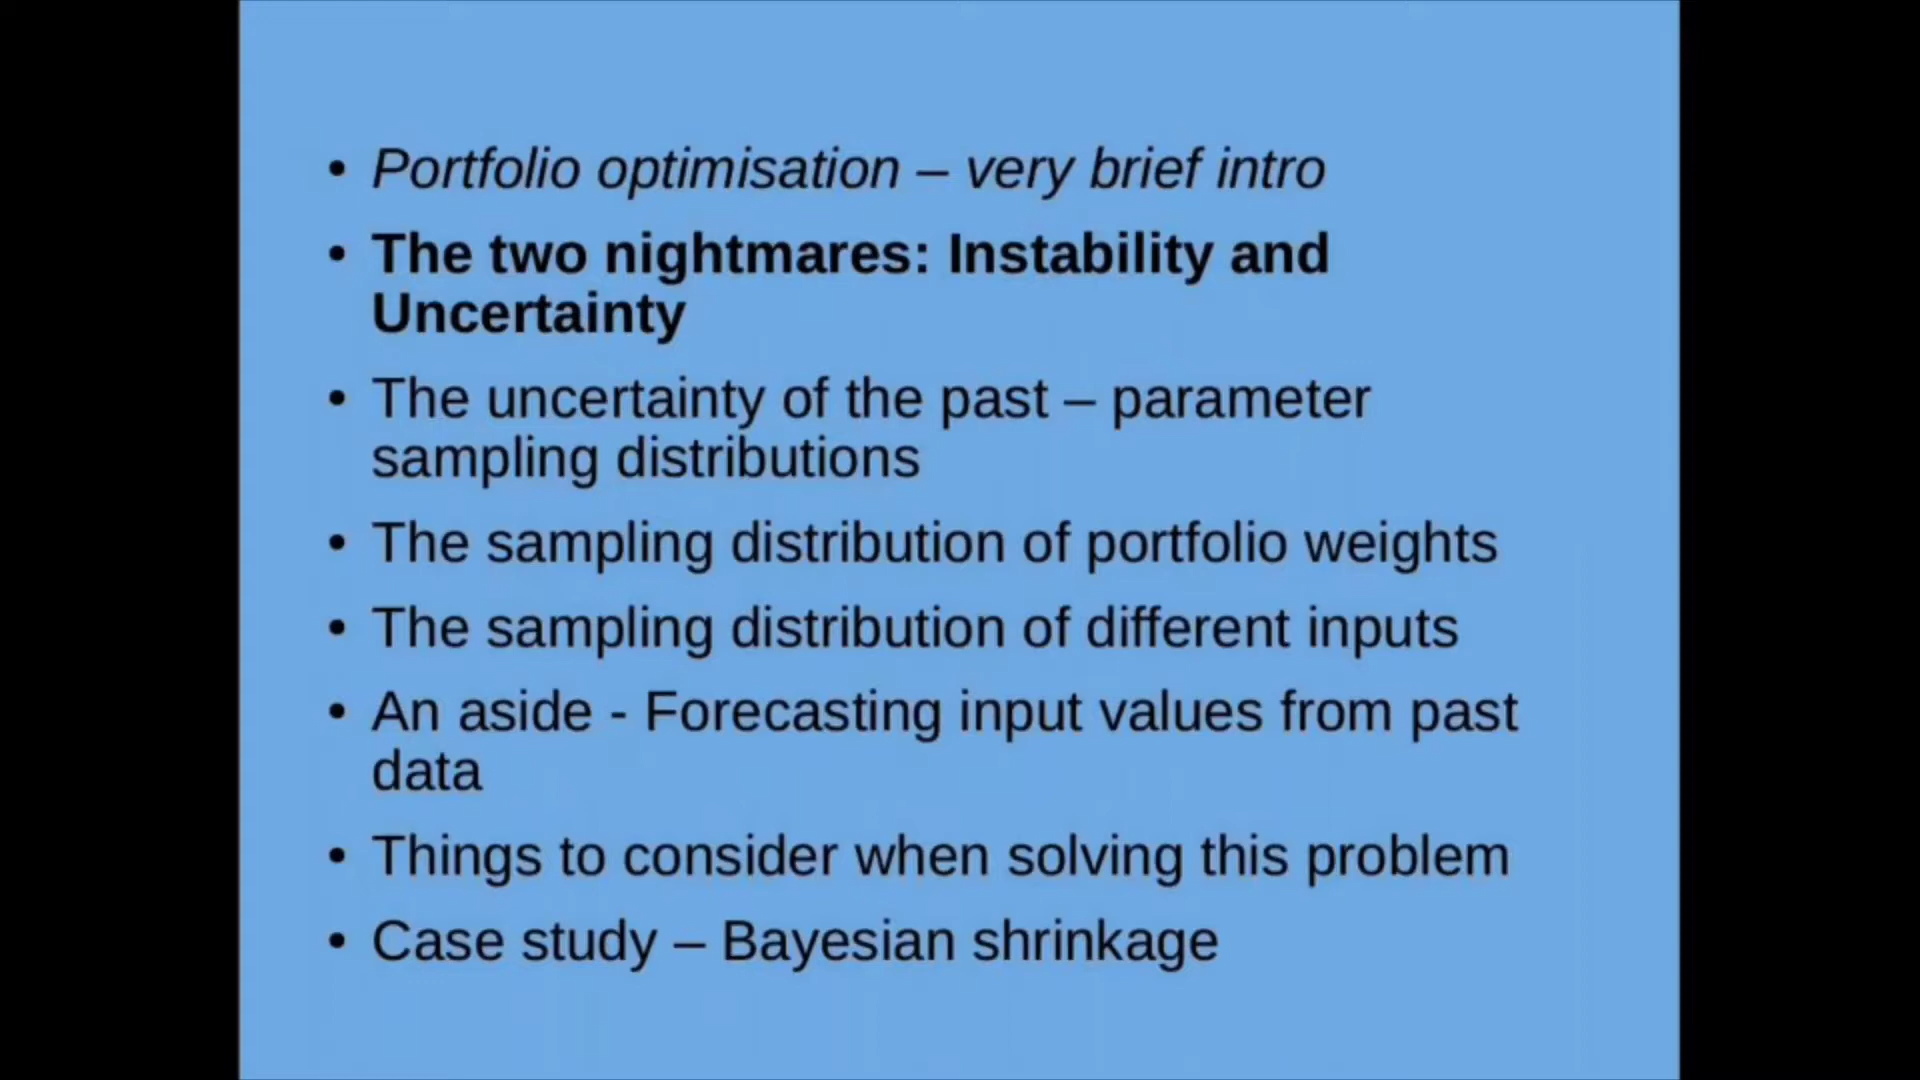 • Portfolio optimisation – very brief intro
• The two nightmares: Instability and
Uncertainty
• The uncertainty of the past – parameter
sampling distributions
• The sampling distribution of portfolio weights
• The sampling distribution of different inputs
• An aside - Forecasting input values from past
data
• Things to consider when solving this problem
• Case study – Bayesian shrinkage